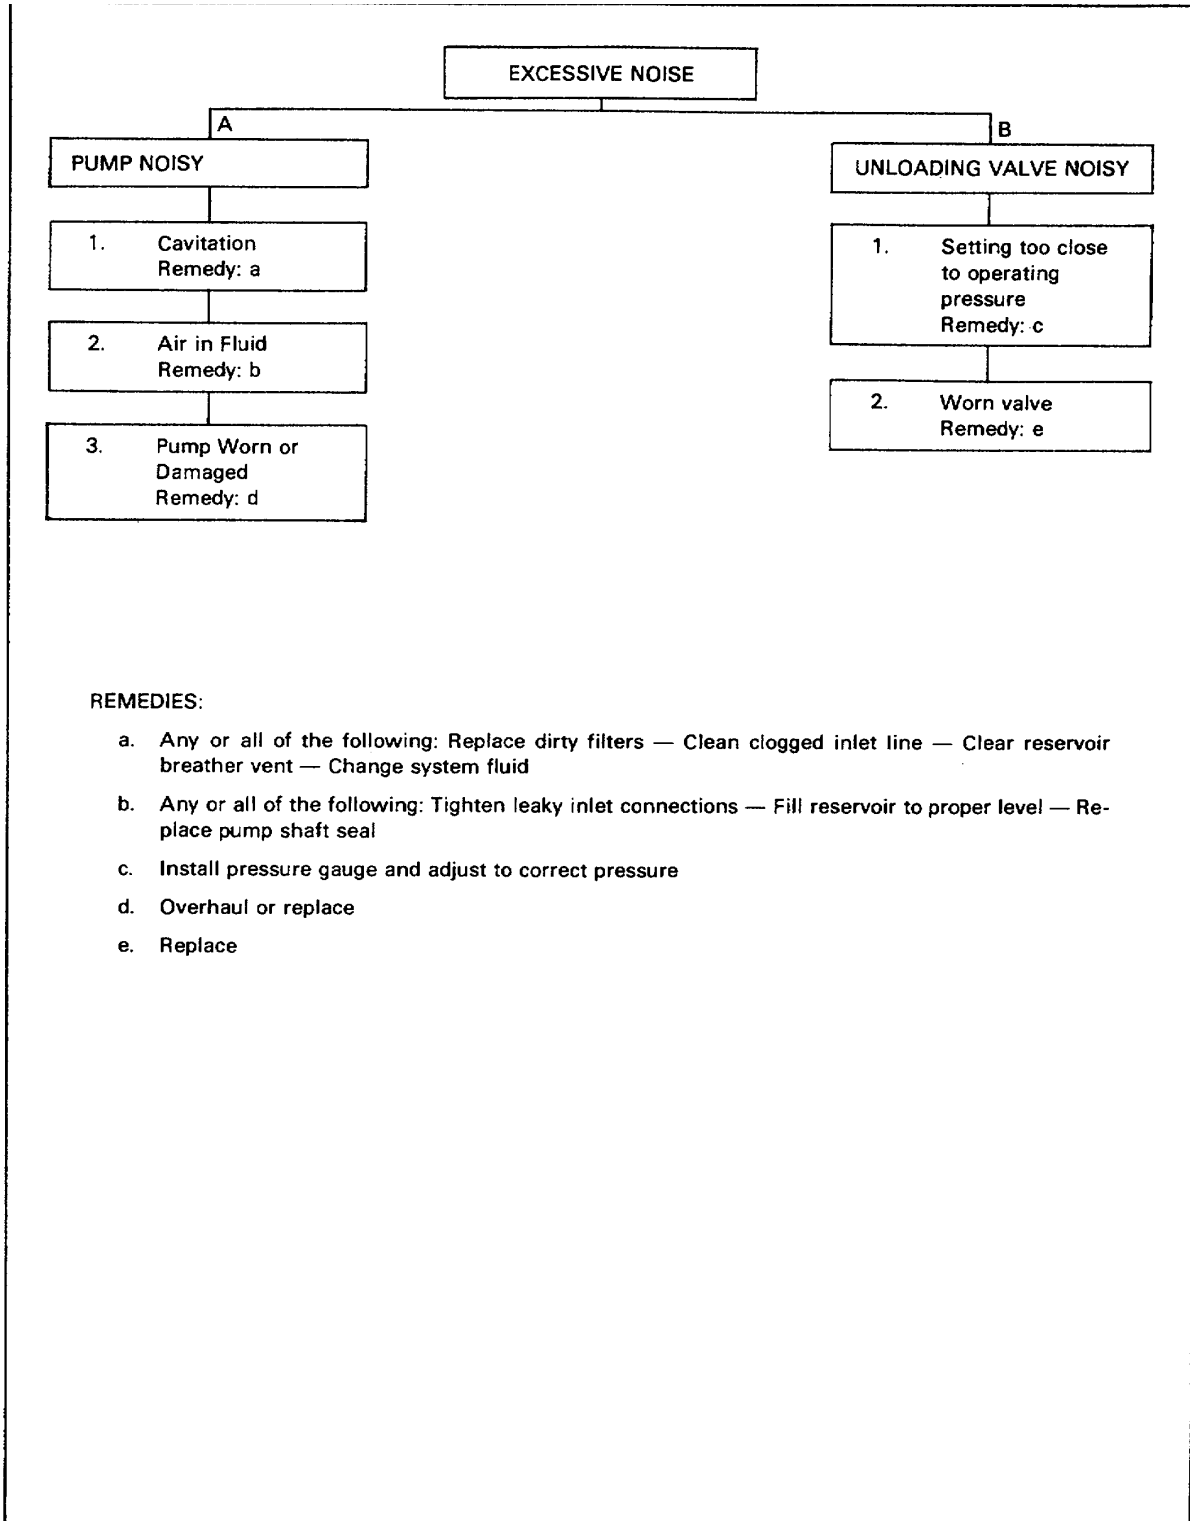 EXCESSIVE NOISE
A
PUMP NOISY
1. Cavitation
Remedy: a
2. Air in Fluid
Remedy: b
3. Pump Worn or
Damaged
Remedy: d
B
UNLOADING VALVE NOISY
1. Setting too close
to operating
pressure
Remedy: c
2. Worn valve
Remedy: e
REMEDIES:
a. Any or all of the following: Replace dirty filters — Clean clogged inlet line — Clear reservoir
breather vent — Change system fluid
b. Any or all of the following: Tighten leaky inlet connections — Fill reservoir to proper level — Re-
place pump shaft seal
c. Install pressure gauge and adjust to correct pressure
d. Overhaul or replace
e. Replace